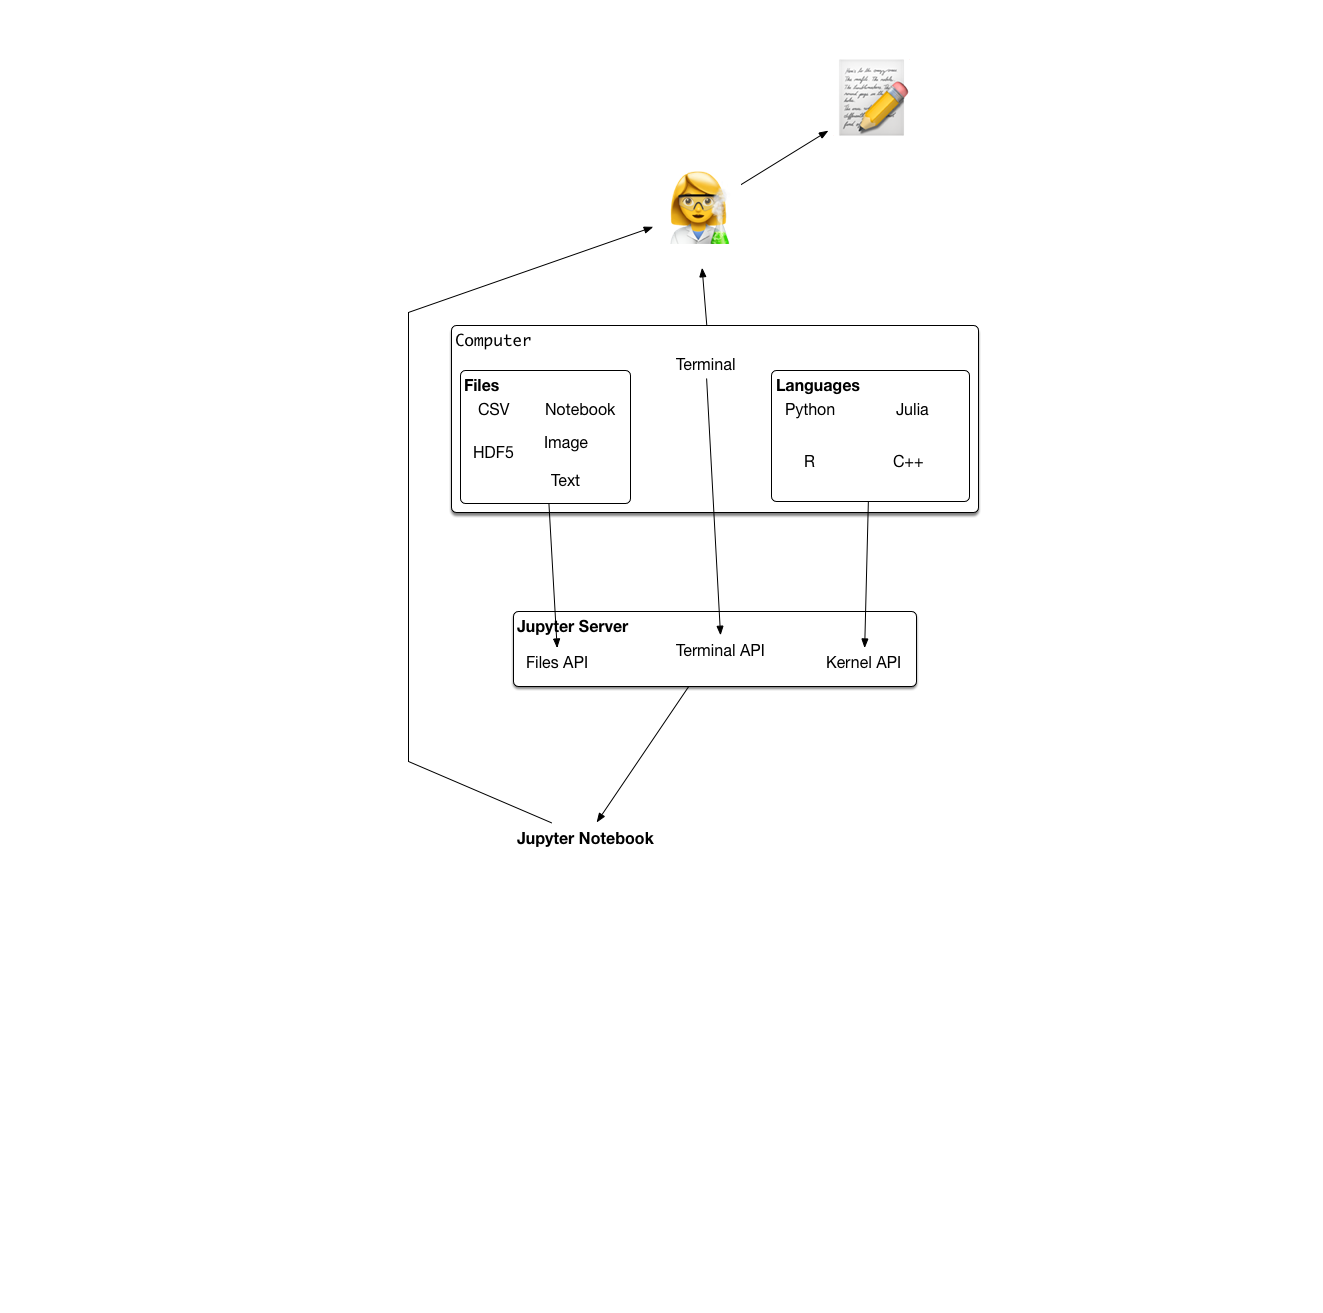 Computer
Terminal
Files
CSV Notebook
Image
HDF5
Text
Languages
Python Julia
R C++
Jupyter Server
Terminal API
Files API Kernel API
Jupyter Notebook